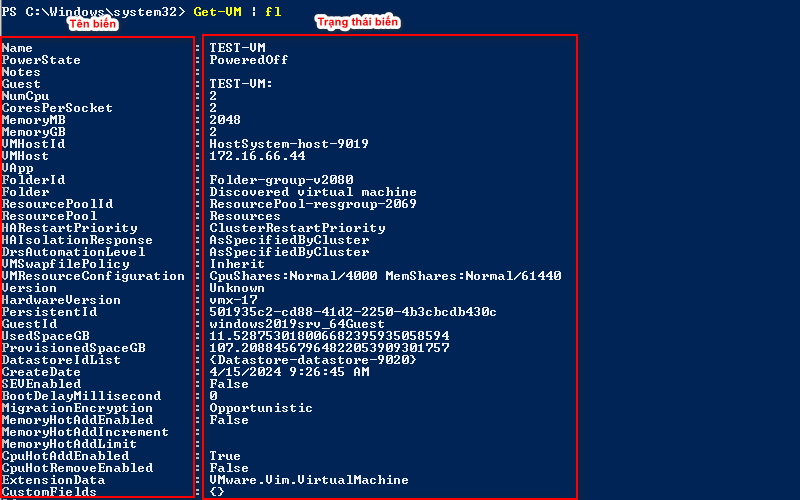 PS C:\Windows\system32> Get-VM | fl
Tên biến
Trạng thái biến
Name : TEST-VM
PowerState : PoweredOff
Notes :
Guest : TEST-VM:
NumCpu : 2
CoresPerSocket : 2
MemoryMB : 2048
MemoryGB : 2
VMHostId : HostSystem-host-9019
VMHost : 172.16.66.44
VApp :
FolderId : Folder-group-v2080
Folder : Discovered virtual machine
ResourcePoolId : ResourcePool-resgroup-2069
ResourcePool : Resources
HARestartPriority : ClusterRestartPriority
HAIsolationResponse : AsSpecifiedByCluster
DrsAutomationLevel : AsSpecifiedByCluster
VMSwapfilePolicy : Inherit
VMResourceConfiguration : CpuShares:Normal/4000 MemShares:Normal/61440
Version : Unknown
HardwareVersion : vmx-17
PersistentId : 501935c2-cd88-41d2-2250-4b3cbcdb430c
GuestId : windows2019srv_64Guest
UsedSpaceGB : 11.528753018006682395935058594
ProvisionedSpaceGB : 107.20884567964822053909301757
DatastoreIdList : {Datastore-datastore-9020}
CreateDate : 4/15/2024 9:26:45 AM
SEVEnabled : False
BootDelayMillisecond : 0
MigrationEncryption : Opportunistic
MemoryHotAddEnabled : False
MemoryHotAddIncrement :
MemoryHotAddLimit :
CpuHotAddEnabled : True
CpuHotRemoveEnabled : False
ExtensionData : VMware.Vim.VirtualMachine
CustomFields : {}